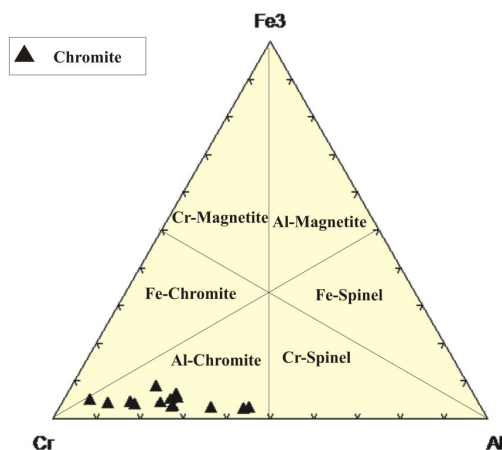 Fe3
Chromite
Cr-Magnetite
Al-Magnetite
Fe-Chromite
Fe-Spinel
Al-Chromite
Cr-Spinel
Cr
Al